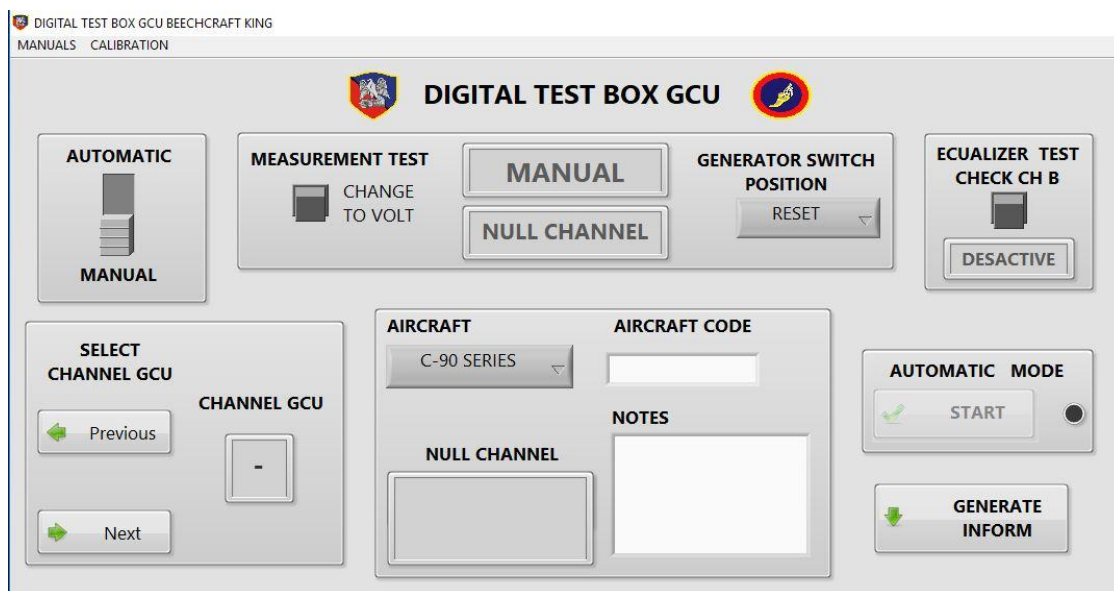 DIGITAL TEST BOX GCU BEECHCRAFT KING
MANUALS CALIBRATION
DIGITAL TEST BOX GCU
AUTOMATIC
MANUAL
MEASUREMENT TEST
CHANGE
TO VOLT
MANUAL
NULL CHANNEL
GENERATOR SWITCH
POSITION
RESET
ECUALIZER TEST
CHECK CH B
DESACTIVE
SELECT
CHANNEL GCU
Previous
Next
CHANNEL GCU
-
AIRCRAFT
C-90 SERIES
AIRCRAFT CODE
NULL CHANNEL
NOTES
AUTOMATIC MODE
START
GENERATE
INFORM